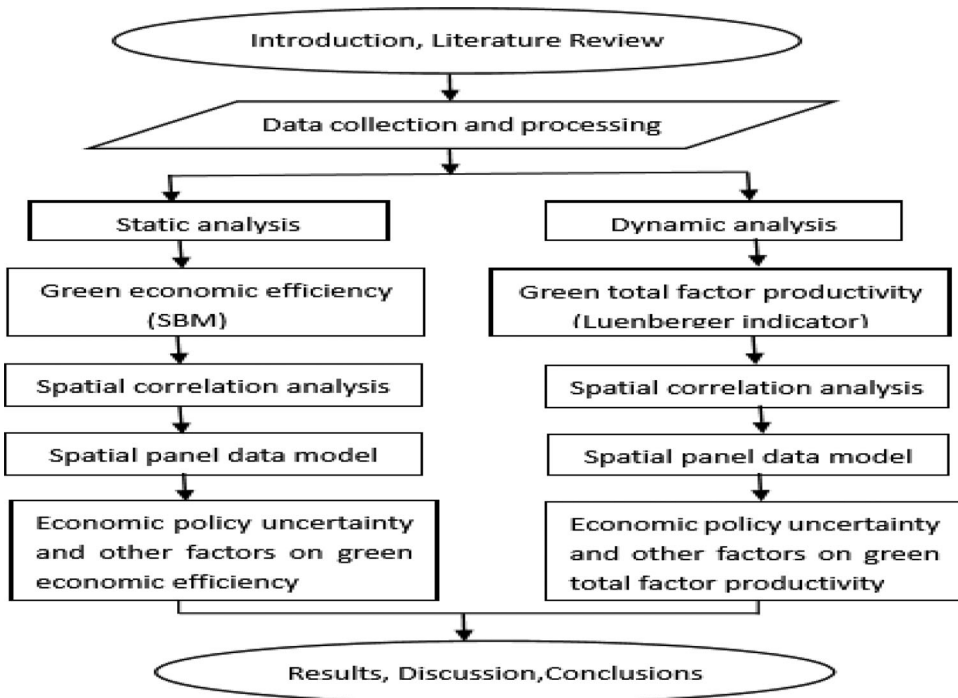 Introduction, Literature Review
Data collection and processing
Static analysis
Green economic efficiency
(SBM)
Spatial correlation analysis
Spatial panel data model
Economic policy uncertainty
and other factors on green
economic efficiency
Dynamic analysis
Green total factor productivity
(Luenberger indicator)
Spatial correlation analysis
Spatial panel data model
Economic policy uncertainty
and other factors on green
total factor productivity
Results, Discussion,Conclusions